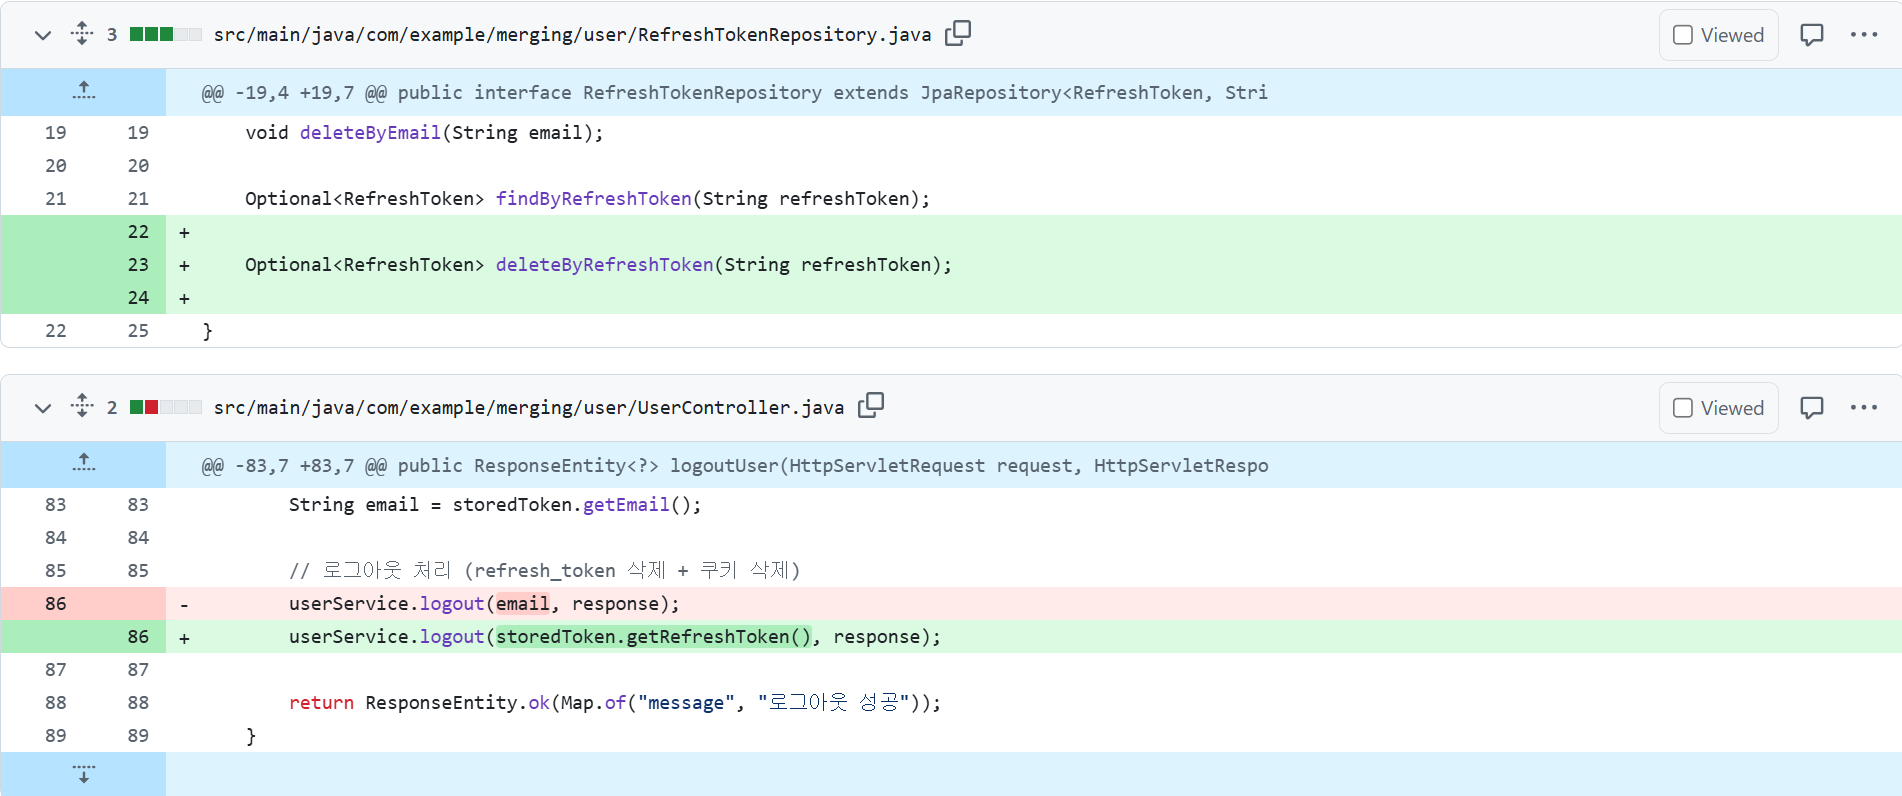 3 src/main/java/com/example/merging/user/RefreshTokenRepository.java Viewed
@@ -19,4 +19,7 @@ public interface RefreshTokenRepository extends JpaRepository<RefreshToken, Stri
19 19 void deleteByEmail(String email);
20 20
21 21 Optional<RefreshToken> findByRefreshToken(String refreshToken);
22 +
23 + Optional<RefreshToken> deleteByRefreshToken(String refreshToken);
24 +
22 25 }
2 src/main/java/com/example/merging/user/UserController.java Viewed
@@ -83,7 +83,7 @@ public ResponseEntity<?> logoutUser(HttpServletRequest request, HttpServletRespo
83 83 String email = storedToken.getEmail();
84 84
85 85 // 로그아웃 처리 (refresh_token 삭제 + 쿠키 삭제)
86 - userService.logout(email, response);
86 + userService.logout(storedToken.getRefreshToken(), response);
87 87
88 88 return ResponseEntity.ok(Map.of("message", "로그아웃 성공"));
89 89 }